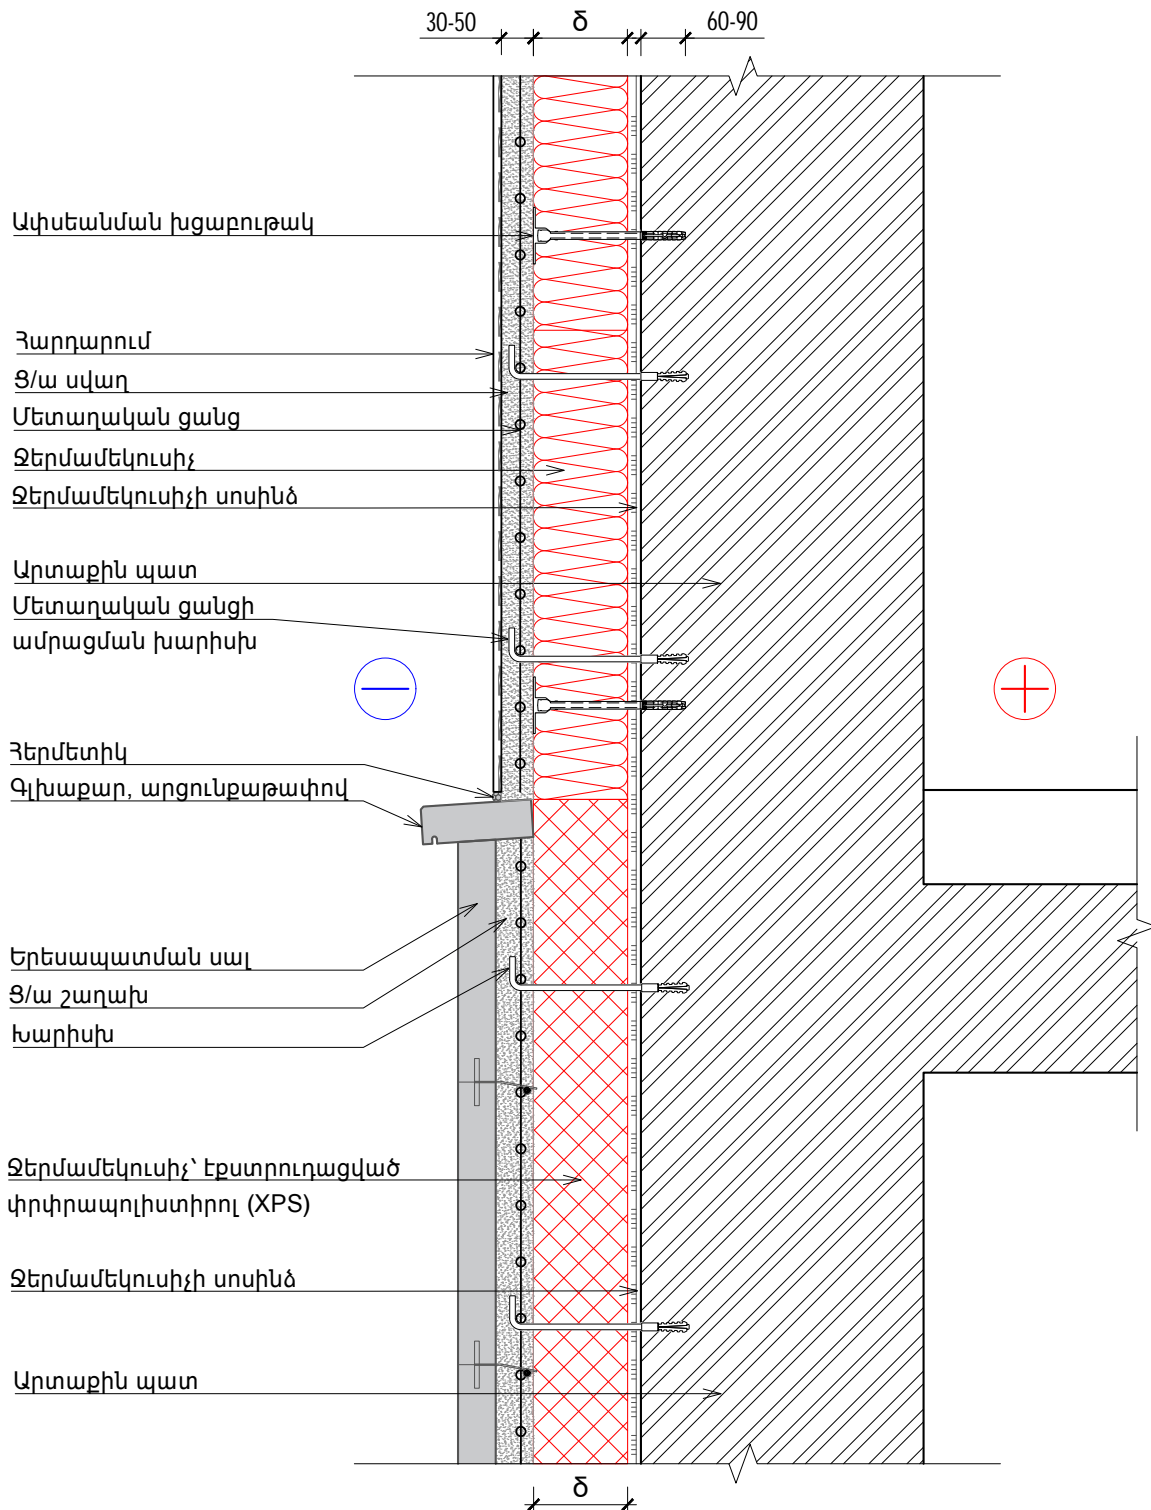 30-50 δ 60-90
Ափսեանման խցաբութակ
Հարդարում
Ց/ա սվաղ
Մետաղական ցանց
Ջերմամեկուսիչ
Ջերմամեկուսիչի սոսինձ
Արտաքին պատ
Մետաղական ցանցի
ամրացման խարիսխ
Հերմետիկ
Գլխաքար, արցունքաթափով
Երեսապատման սալ
Ց/ա շաղախ
Խարիսխ
Ջերմամեկուսիչ՝ էքստրուդացված
փրփրապոլիստիրոլ (XPS)
Ջերմամեկուսիչի սոսինձ
Արտաքին պատ
δ